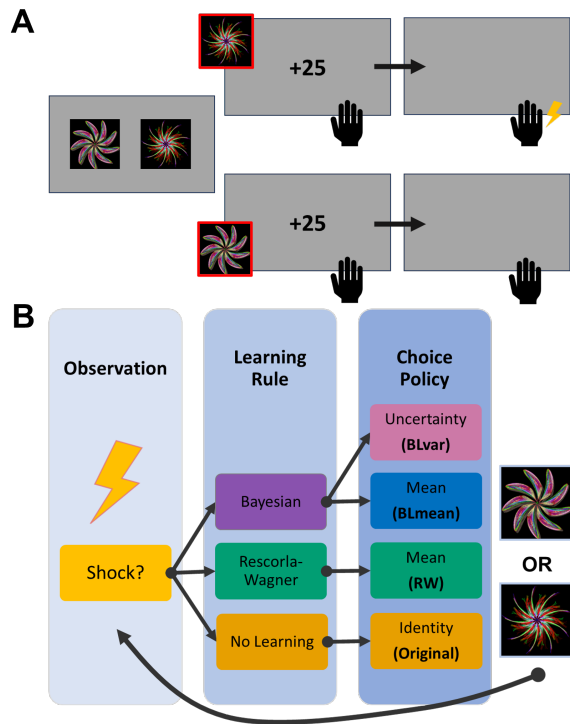 A
+25
+25
B
Observation
Learning
Rule
Choice
Policy
Uncertainty
(BLvar)
Bayesian
Mean
(BLmean)
Shock?
Rescorla-
Wagner
Mean
(RW)
No Learning
Identity
(Original)
OR